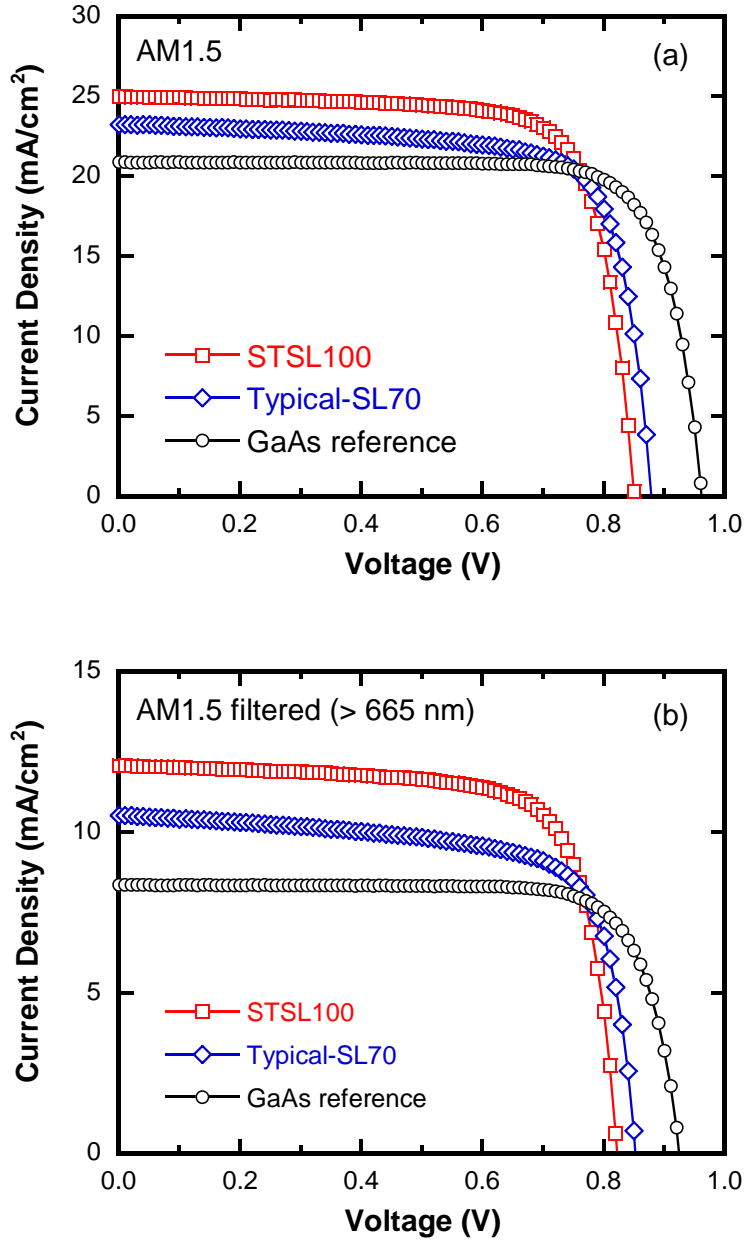 30
AM1.5
(a)
25
20
15
10
5
0
Current Density (mA/cm²)
STSL100
Typical-SL70
GaAs reference
0.0 0.2 0.4 0.6 0.8 1.0
Voltage (V)
15
AM1.5 filtered (> 665 nm)
(b)
10
5
0
Current Density (mA/cm²)
STSL100
Typical-SL70
GaAs reference
0.0 0.2 0.4 0.6 0.8 1.0
Voltage (V)